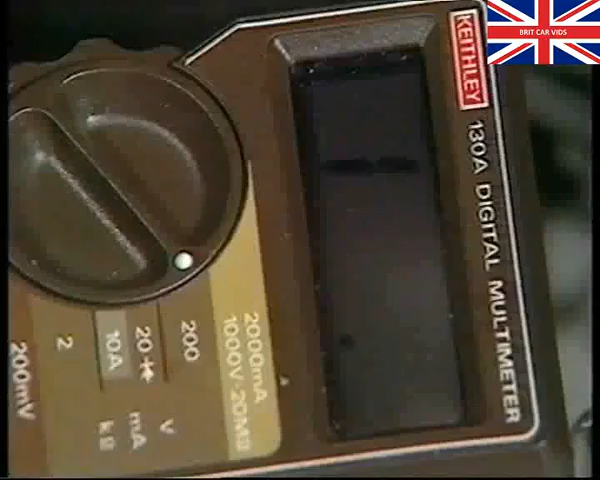 BRIT CAR VIDS
KEITHLEY
130A DIGITAL MULTIMETER
2000mA
1000V-20MΩ
200
20
10A
2
200mV
V
mA
kΩ